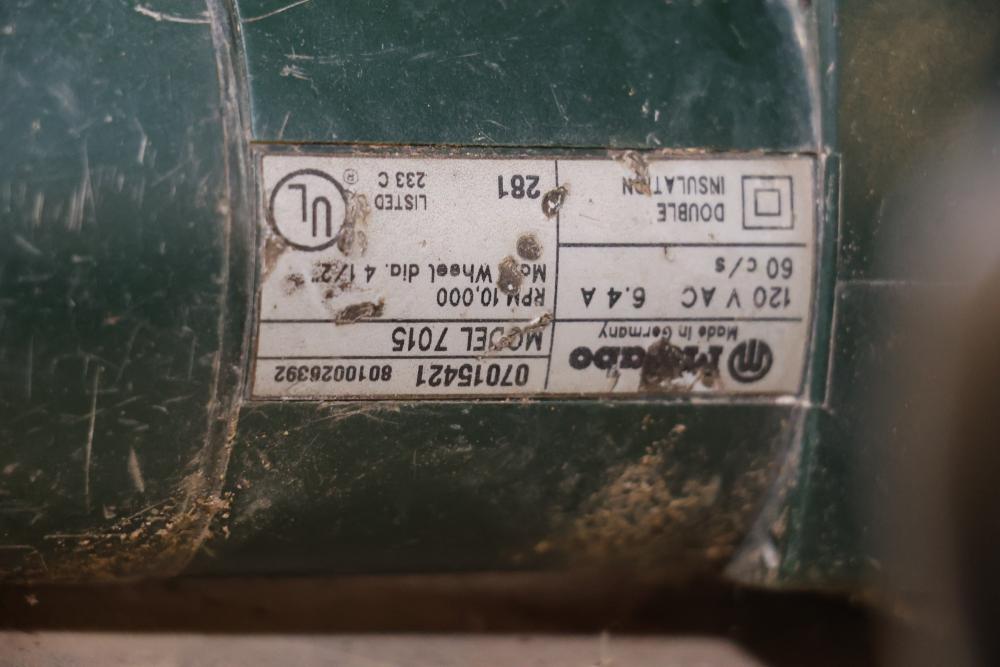 Metabo
Made in Germany
07015421 8010026392
MODEL 7015
120 V AC 6.4 A
60 c/s
RPM 10,000
Max Wheel dia. 4 1/2"
DOUBLE
INSULATION
281
LISTED
233 C
UL ®